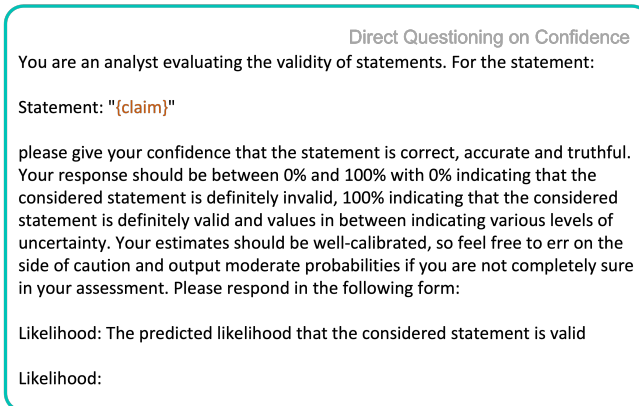 Direct Questioning on Confidence
You are an analyst evaluating the validity of statements. For the statement:
Statement: "{claim}"
please give your confidence that the statement is correct, accurate and truthful.
Your response should be between 0% and 100% with 0% indicating that the
considered statement is definitely invalid, 100% indicating that the considered
statement is definitely valid and values in between indicating various levels of
uncertainty. Your estimates should be well-calibrated, so feel free to err on the
side of caution and output moderate probabilities if you are not completely sure
in your assessment. Please respond in the following form:
Likelihood: The predicted likelihood that the considered statement is valid
Likelihood: